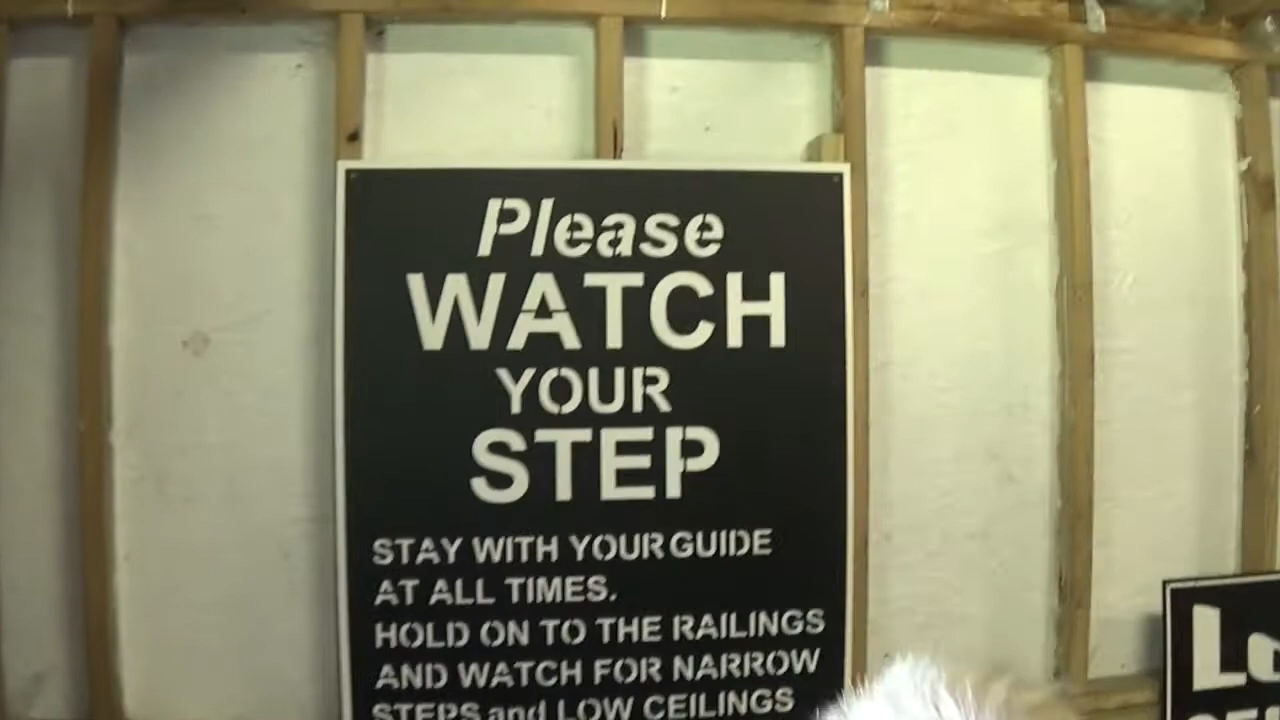 Please
WATCH
YOUR
STEP
STAY WITH YOUR GUIDE
AT ALL TIMES.
HOLD ON TO THE RAILINGS
AND WATCH FOR NARROW
STEPS and LOW CEILINGS